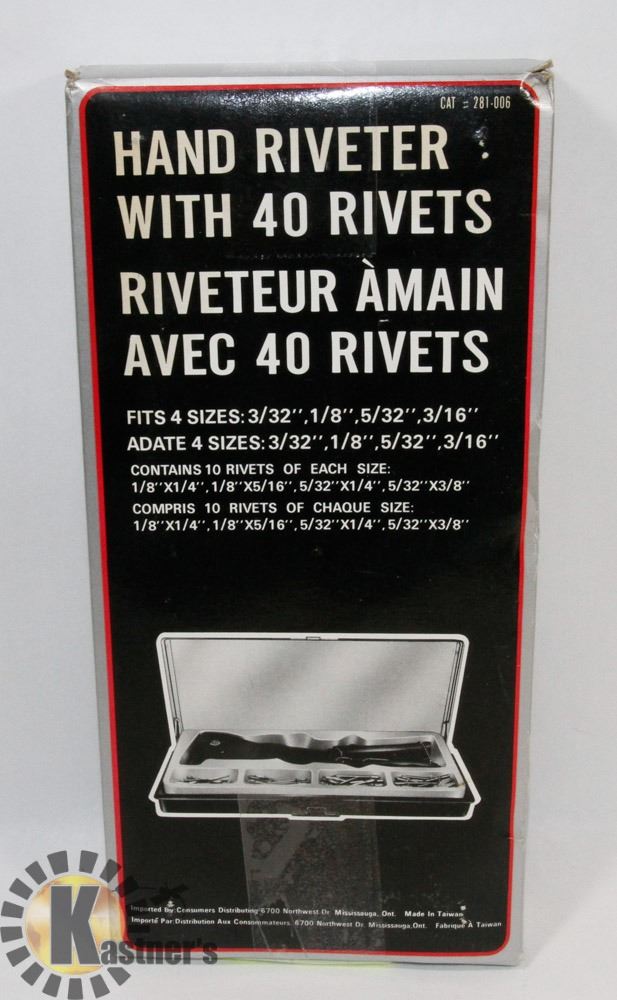 CAT = 281-006
HAND RIVETER
WITH 40 RIVETS
RIVETEUR ÀMAIN
AVEC 40 RIVETS
FITS 4 SIZES: 3/32'', 1/8'', 5/32'', 3/16''
ADATE 4 SIZES: 3/32'', 1/8'', 5/32'', 3/16''
CONTAINS 10 RIVETS OF EACH SIZE:
1/8''X1/4'', 1/8''X5/16'', 5/32''X1/4'', 5/32''X3/8''
COMPRIS 10 RIVETS OF CHAQUE SIZE:
1/8''X1/4'', 1/8''X5/16'', 5/32''X1/4'', 5/32''X3/8''
Imported by: Consumers Distributing 6700 Northwest Dr. Mississauga, Ont. Made In Taiwan
Importé Par: Distribution Aux Consommateurs. 6700 Northwest Dr. Mississauga, Ont. Fabriqué À Taiwan
Kastner's